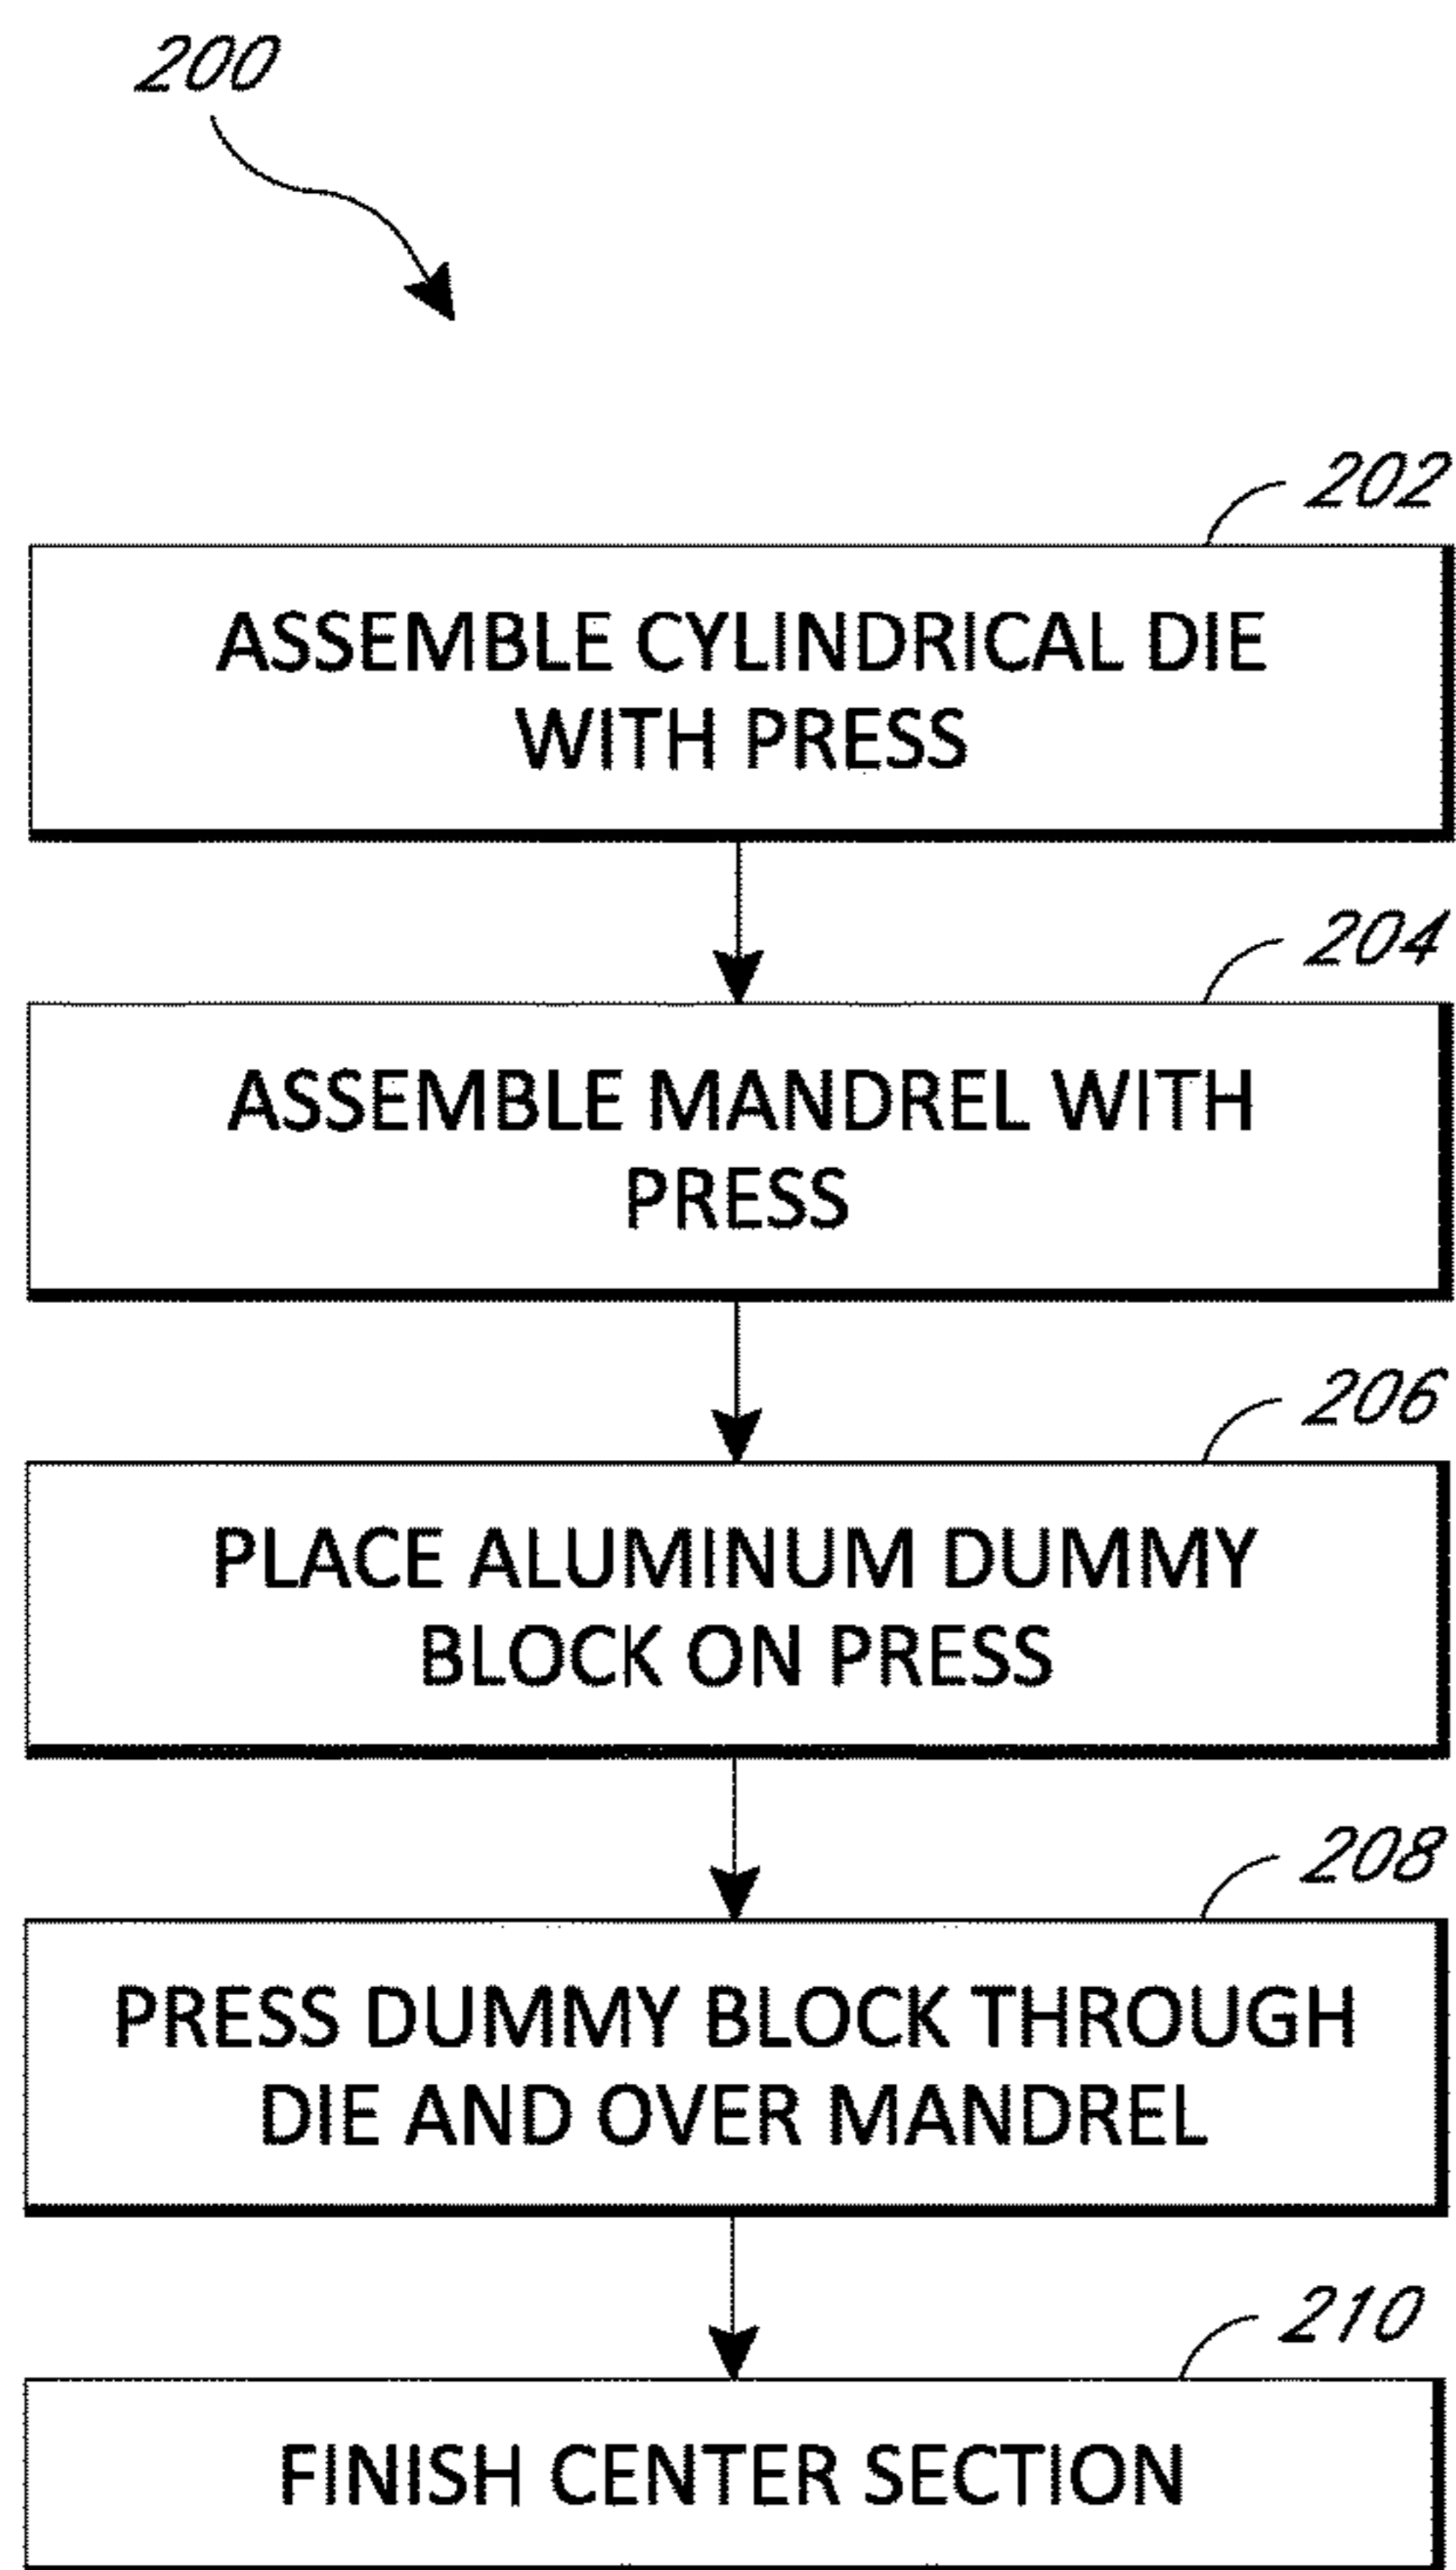 200
202
ASSEMBLE CYLINDRICAL DIE
WITH PRESS
204
ASSEMBLE MANDREL WITH
PRESS
206
PLACE ALUMINUM DUMMY
BLOCK ON PRESS
208
PRESS DUMMY BLOCK THROUGH
DIE AND OVER MANDREL
210
FINISH CENTER SECTION